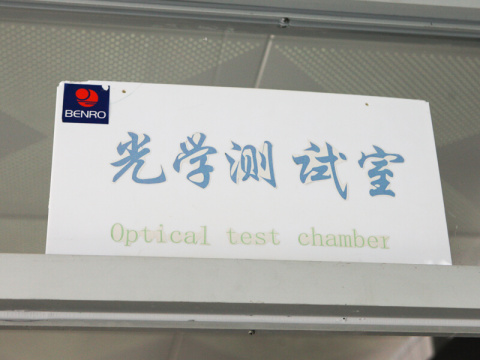 BENRO
光学测试室
Optical test chamber